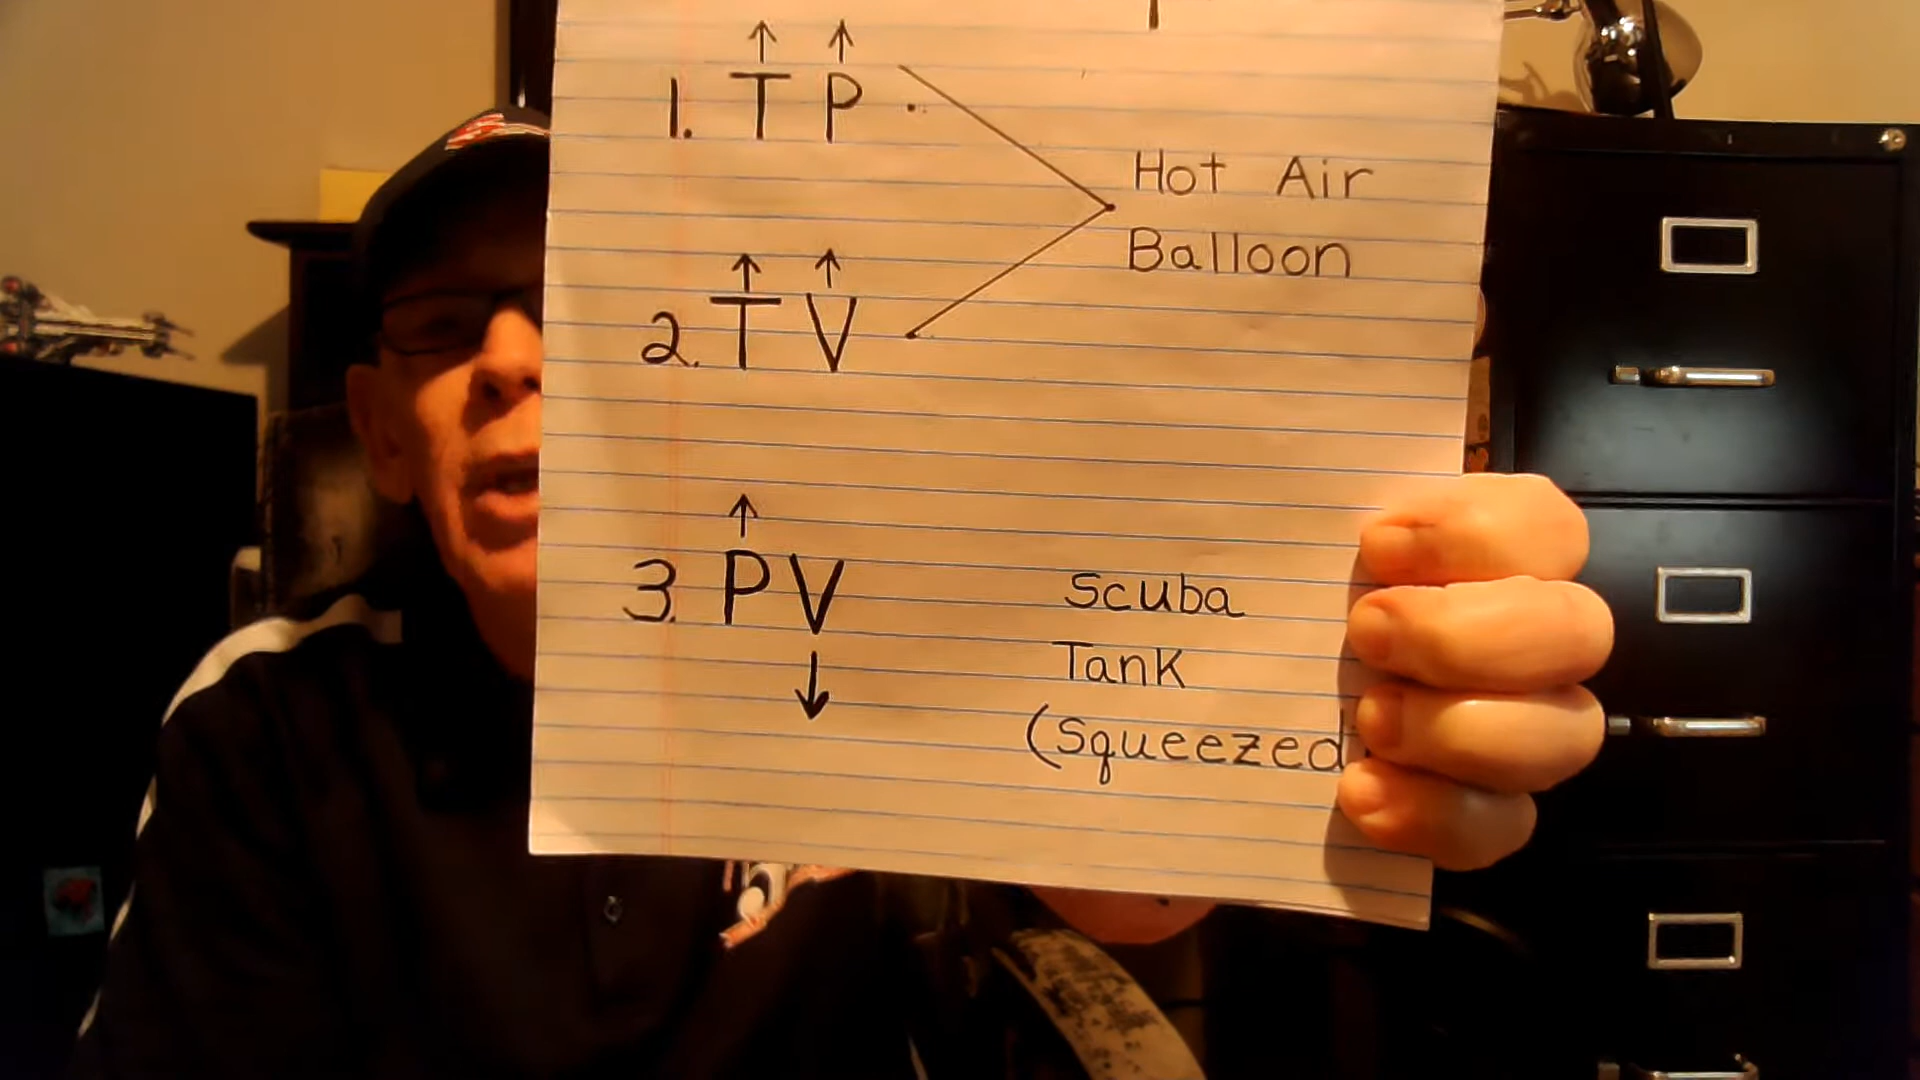 ↑ ↑
1. T P
Hot Air
Balloon
↑ ↑
2. T V
↑
3. P V
↓
Scuba
Tank
(Squeezed